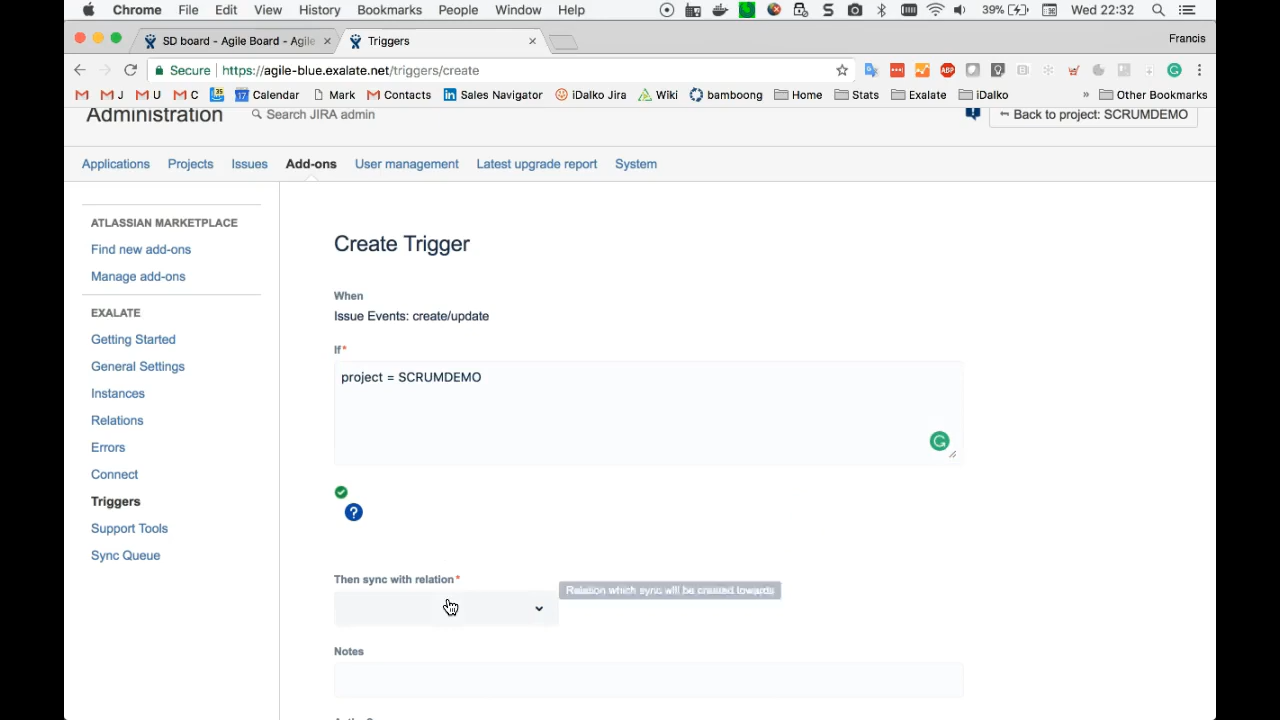 Chrome File Edit View History Bookmarks People Window Help 39% Wed 22:32
SD board - Agile Board - Agile Triggers Francis
Secure https://agile-blue.exalate.net/triggers/create
M J M U M C Calendar Mark Contacts Sales Navigator iDalko Jira Wiki bamboong Home Stats Exalate iDalko » Other Bookmarks
Administration Search JIRA admin Back to project: SCRUMDEMO
Applications Projects Issues Add-ons User management Latest upgrade report System
ATLASSIAN MARKETPLACE
Find new add-ons
Manage add-ons
EXALATE
Getting Started
General Settings
Instances
Relations
Errors
Connect
Triggers
Support Tools
Sync Queue
Create Trigger
When
Issue Events: create/update
If*
project = SCRUMDEMO
Then sync with relation*
Relation which sync will be created towards
Notes